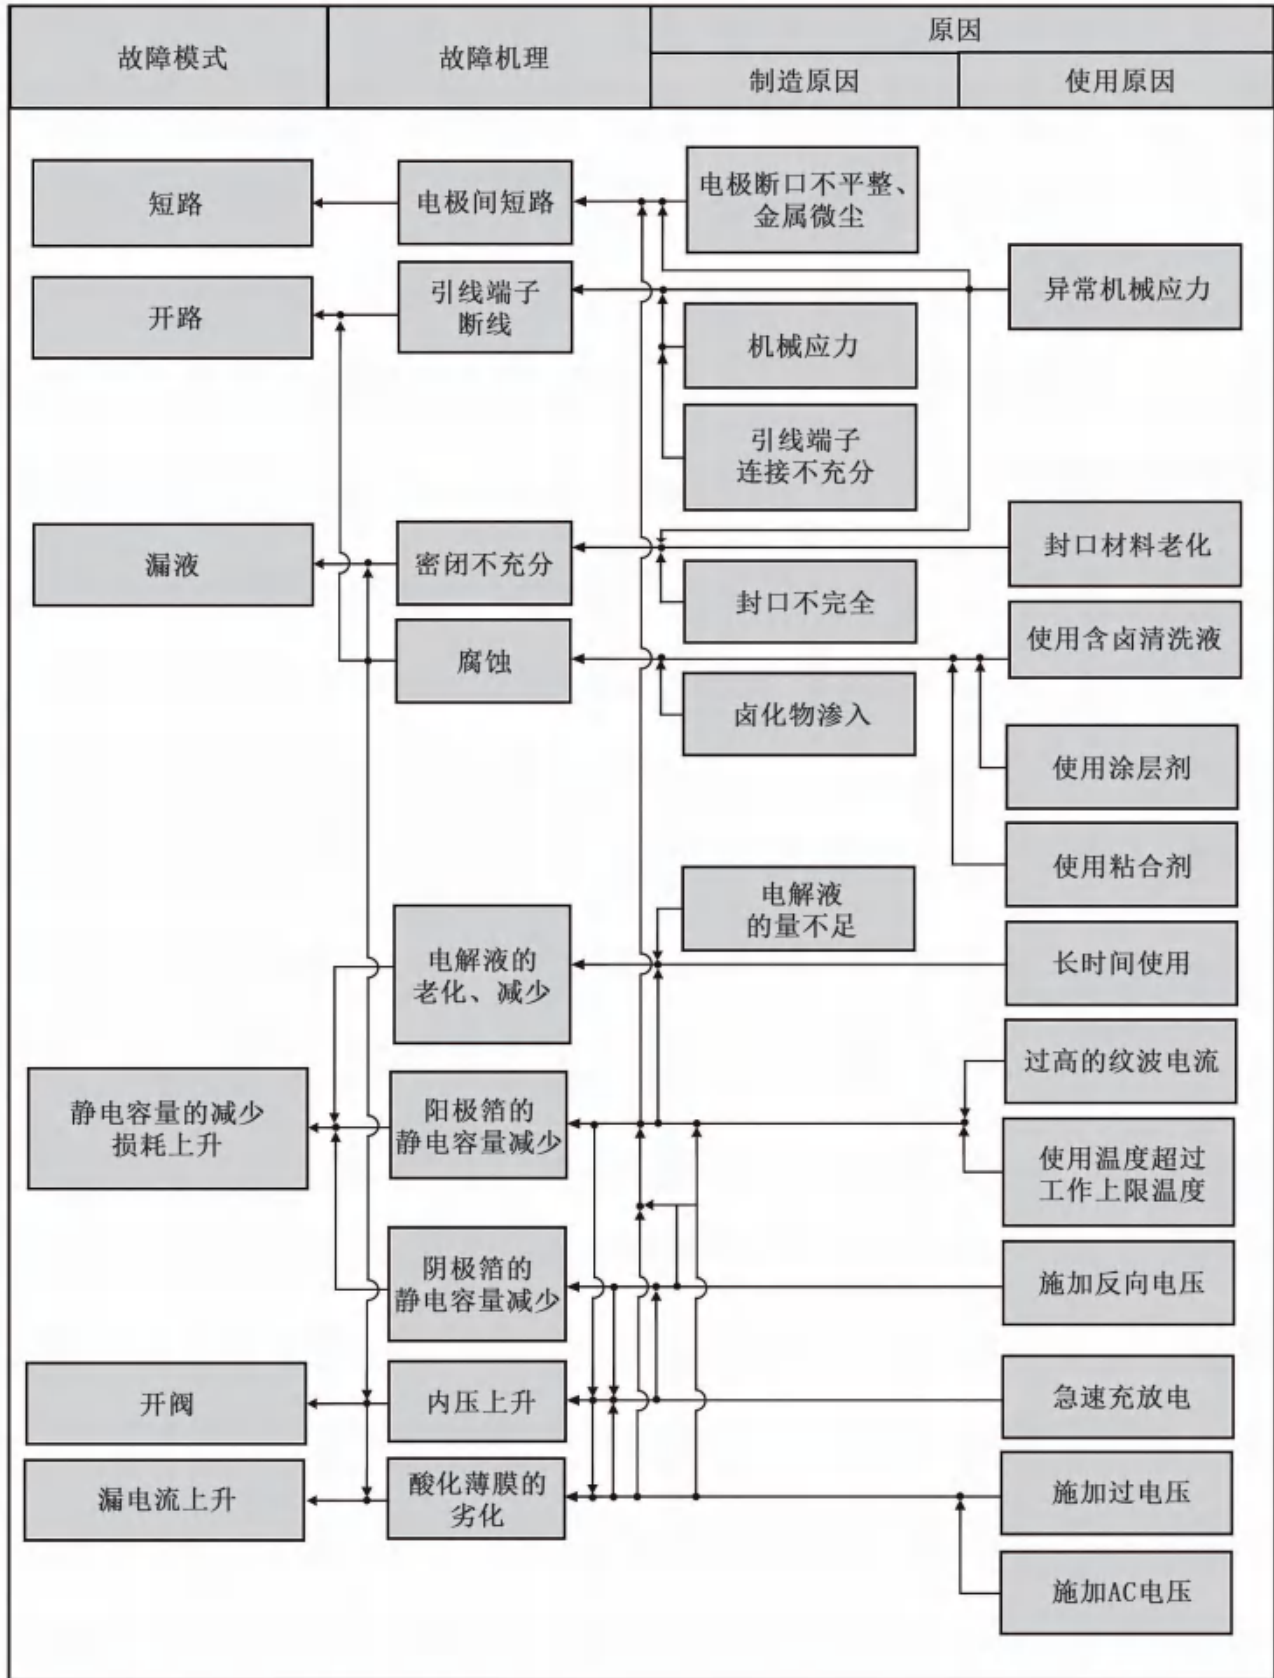 故障模式
故障机理
原因
制造原因
使用原因
短路
电极间短路
电极断口不平整、
金属微尘
开路
引线端子
断线
异常机械应力
机械应力
引线端子
连接不充分
漏液
密闭不充分
封口材料老化
封口不完全
腐蚀
使用含卤清洗液
卤化物渗入
使用涂层剂
使用粘合剂
电解液
的量不足
电解液的
老化、减少
长时间使用
过高的纹波电流
静电容量的减少
损耗上升
阳极箔的
静电容量减少
使用温度超过
工作上限温度
阴极箔的
静电容量减少
施加反向电压
开阀
内压上升
急速充放电
漏电流上升
酸化薄膜的
劣化
施加过电压
施加AC电压